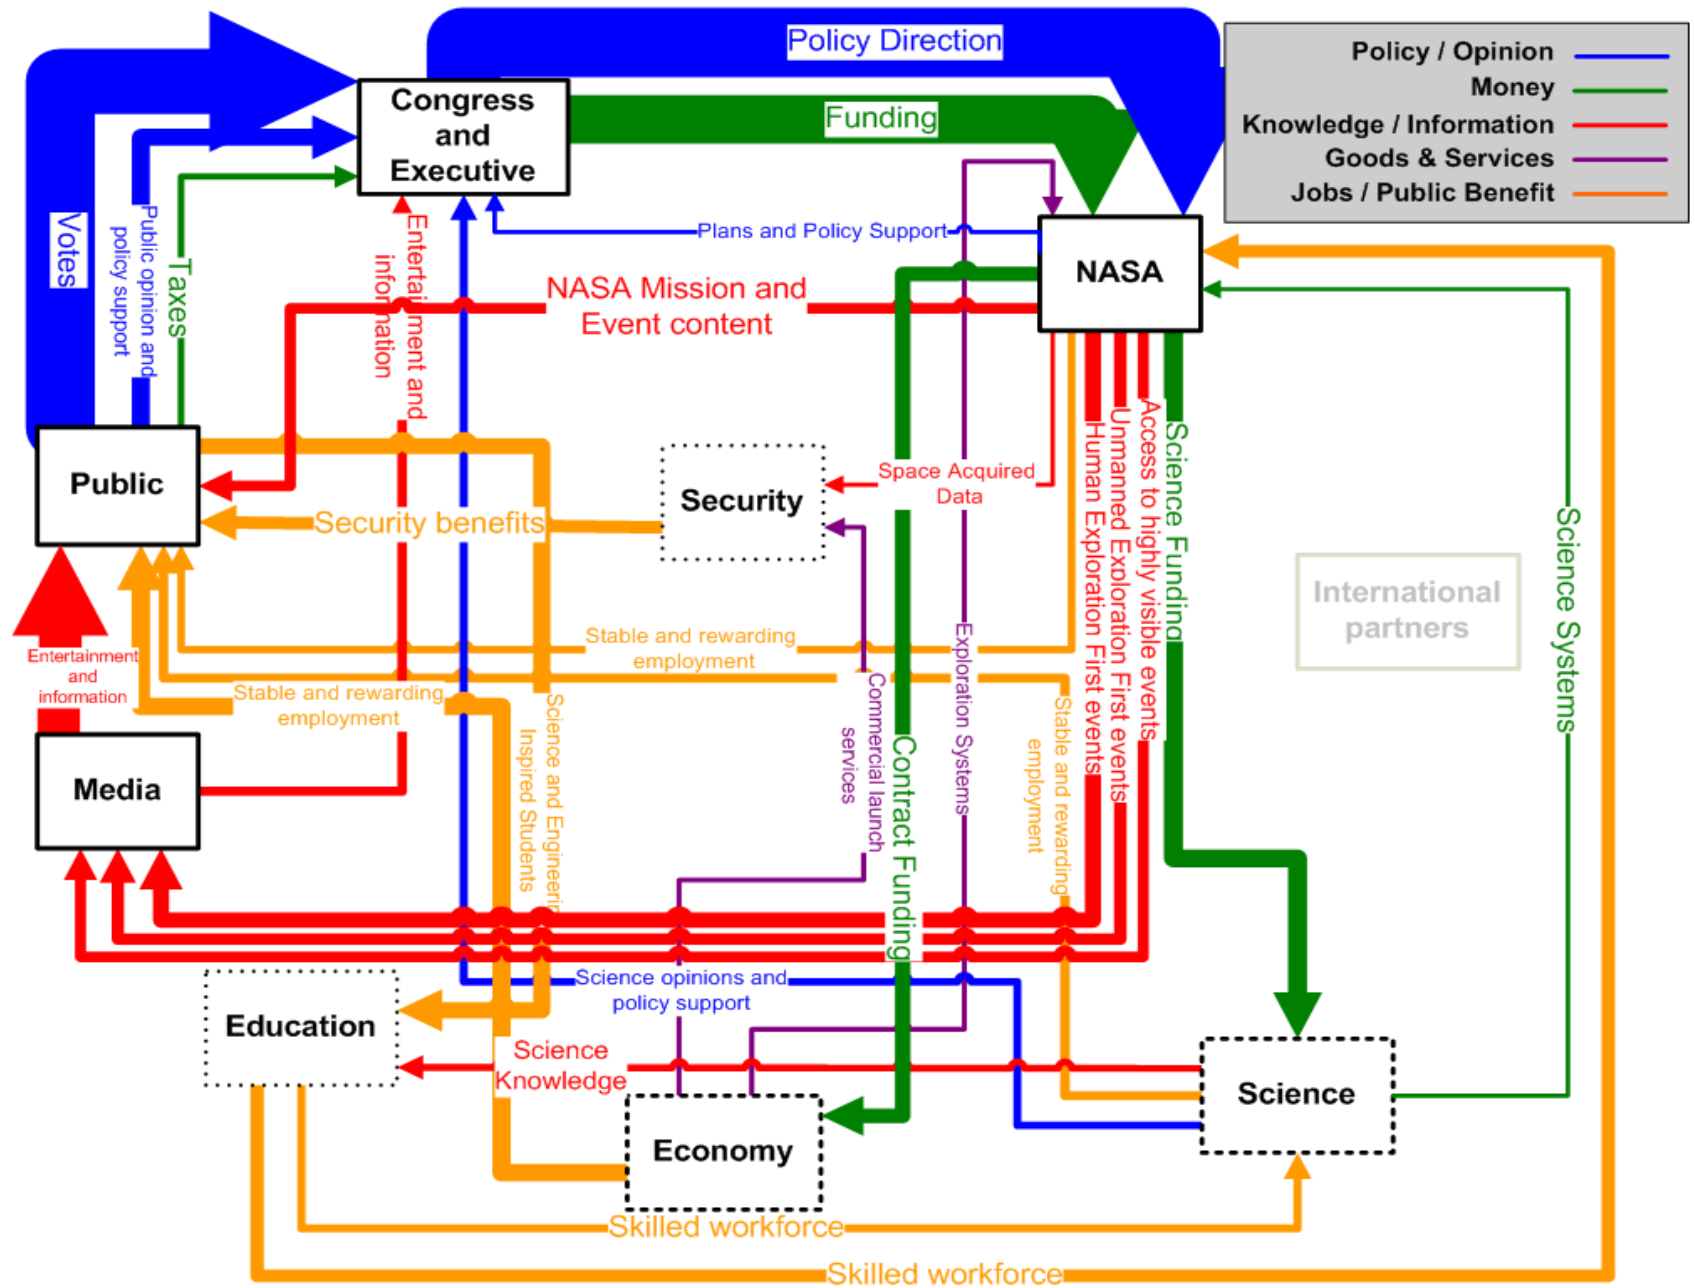 Policy Direction
Policy / Opinion
Money
Knowledge / Information
Goods & Services
Jobs / Public Benefit
Congress
and
Executive
Funding
Votes
Public opinion and
policy support
Taxes
Entertainment and
information
Plans and Policy Support
NASA
NASA Mission and
Event content
Public
Security
Space Acquired
Data
Security benefits
Human Exploration First events
Unmanned Exploration First events
Access to highly visible events
Science Funding
Science Systems
International
partners
Stable and rewarding
employment
Entertainment
and
information
Stable and rewarding
employment
Science and Engineerin
Inspired Students
Commercial launch
services
Contract Funding
Exploration Systems
Stable and rewarding
employment
Media
Science opinions and
policy support
Education
Science
Knowledge
Economy
Science
Skilled workforce
Skilled workforce